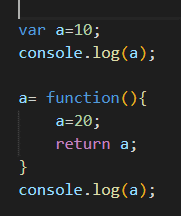 var a=10;
console.log(a);

a= function(){
    a=20;
    return a;
}
console.log(a);